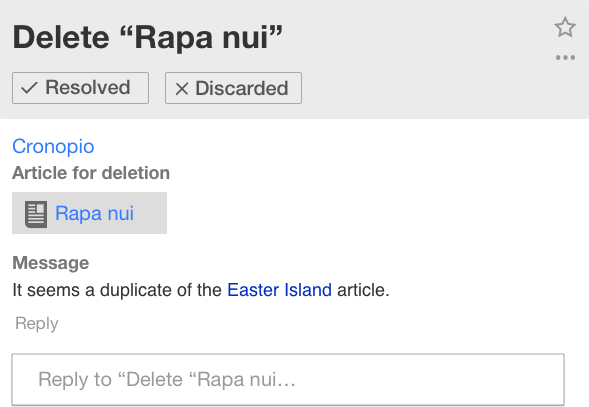 Delete “Rapa nui”
Resolved
Discarded
Cronopio
Article for deletion
Rapa nui
Message
It seems a duplicate of the Easter Island article.
Reply
Reply to “Delete “Rapa nui…